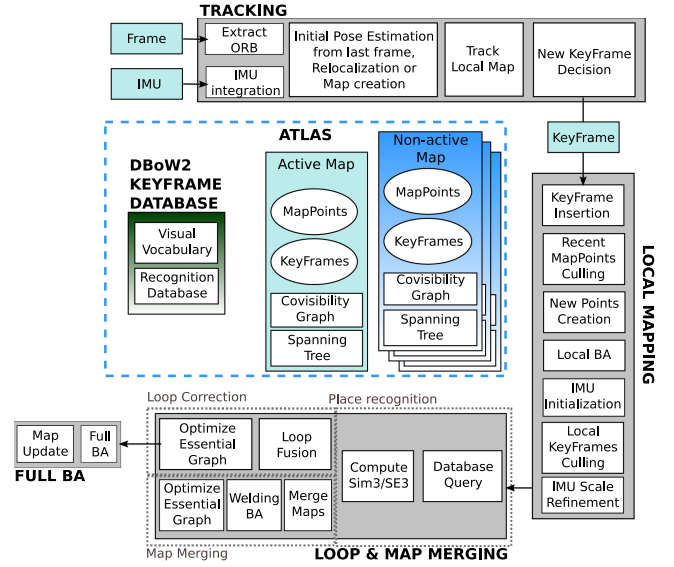 TRACKING
Frame
IMU
Extract
ORB
IMU
integration
Initial Pose Estimation
from last frame,
Relocalization or
Map creation
Track
Local Map
New KeyFrame
Decision
KeyFrame
ATLAS
DBoW2
KEYFRAME
DATABASE
Visual
Vocabulary
Recognition
Database
Active Map
MapPoints
KeyFrames
Covisibility
Graph
Spanning
Tree
Non-active
Map
MapPoints
KeyFrames
Covisibility
Graph
Spanning
Tree
LOCAL MAPPING
KeyFrame
Insertion
Recent
MapPoints
Culling
New Points
Creation
Local BA
IMU
Initialization
Local
KeyFrames
Culling
IMU Scale
Refinement
Loop Correction
Place recognition
Optimize
Essential
Graph
Loop
Fusion
Compute
Sim3/SE3
Database
Query
Optimize
Essential
Graph
Welding
BA
Merge
Maps
Map Merging
LOOP & MAP MERGING
Map
Update
Full
BA
FULL BA